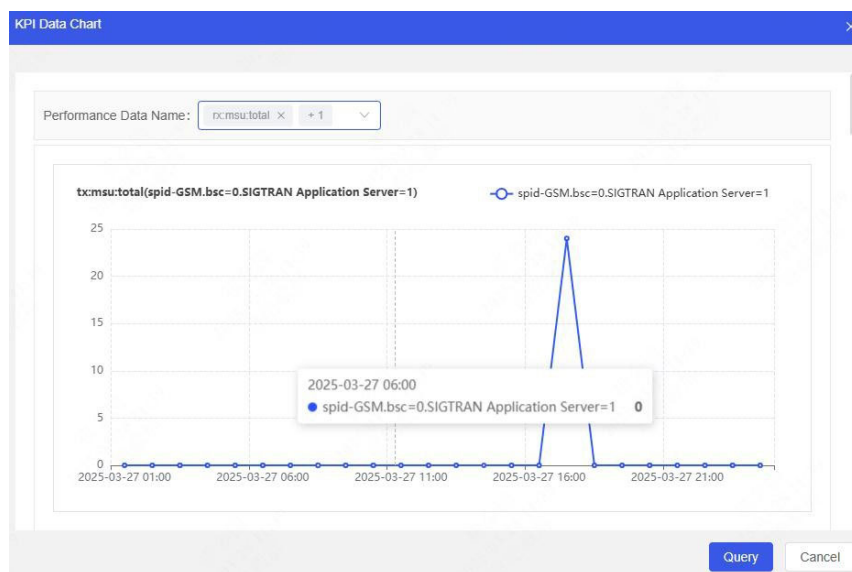 KPI Data Chart
Performance Data Name: rx:msu:total × + 1
tx:msu:total(spid-GSM.bsc=0.SIGTRAN Application Server=1)
spid-GSM.bsc=0.SIGTRAN Application Server=1
25
20
15
10
5
0
2025-03-27 06:00
spid-GSM.bsc=0.SIGTRAN Application Server=1 0
2025-03-27 01:00 2025-03-27 06:00 2025-03-27 11:00 2025-03-27 16:00 2025-03-27 21:00
Query Cancel